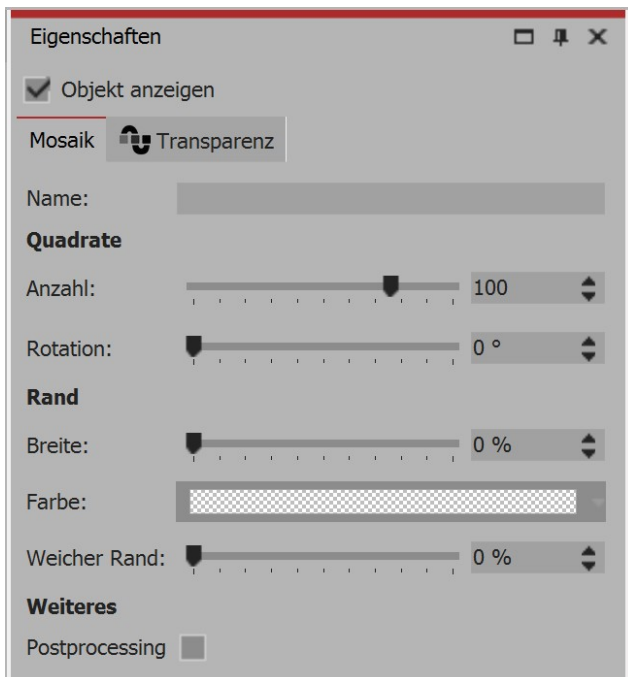 Eigenschaften
Objekt anzeigen
Mosaik Transparenz
Name:
Quadrate
Anzahl: 100
Rotation: 0 °
Rand
Breite: 0 %
Farbe:
Weicher Rand: 0 %
Weiteres
Postprocessing